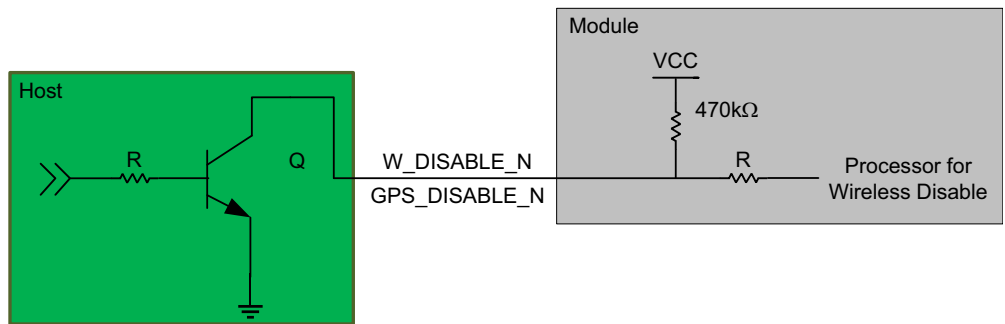 Module
VCC
470kΩ
Host
R
Q
W_DISABLE_N
GPS_DISABLE_N
R
Processor for
Wireless Disable